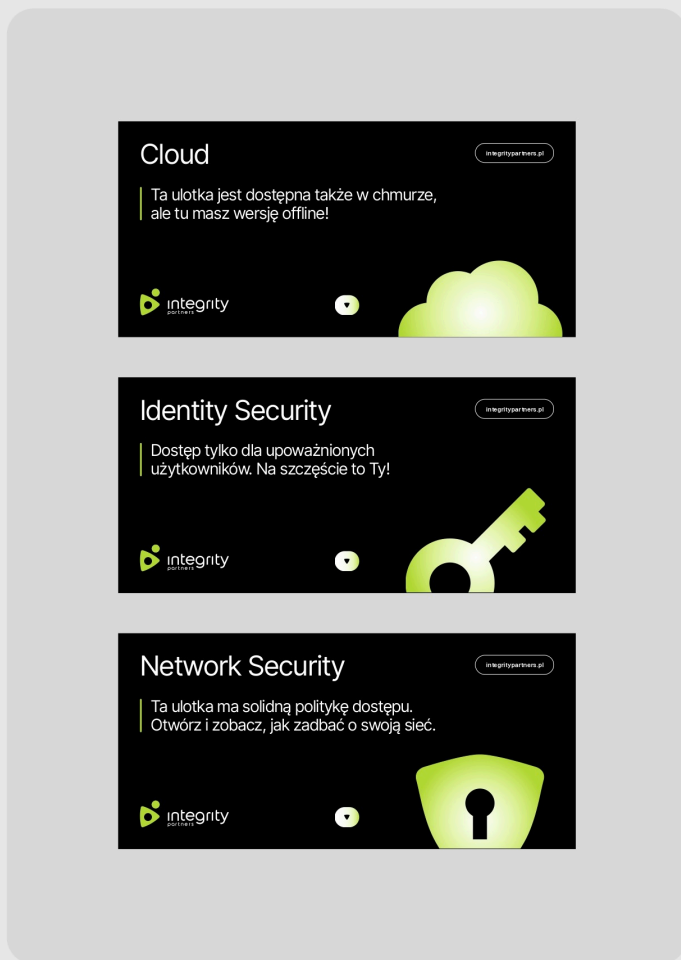 Cloud
integritypartners.pl
Ta ulotka jest dostępna także w chmurze,
ale tu masz wersję offline!
integrity
partners
Identity Security
integritypartners.pl
Dostęp tylko dla upoważnionych
użytkowników. Na szczęście to Ty!
integrity
partners
Network Security
integritypartners.pl
Ta ulotka ma solidną politykę dostępu.
Otwórz i zobacz, jak zadbać o swoją sieć.
integrity
partners